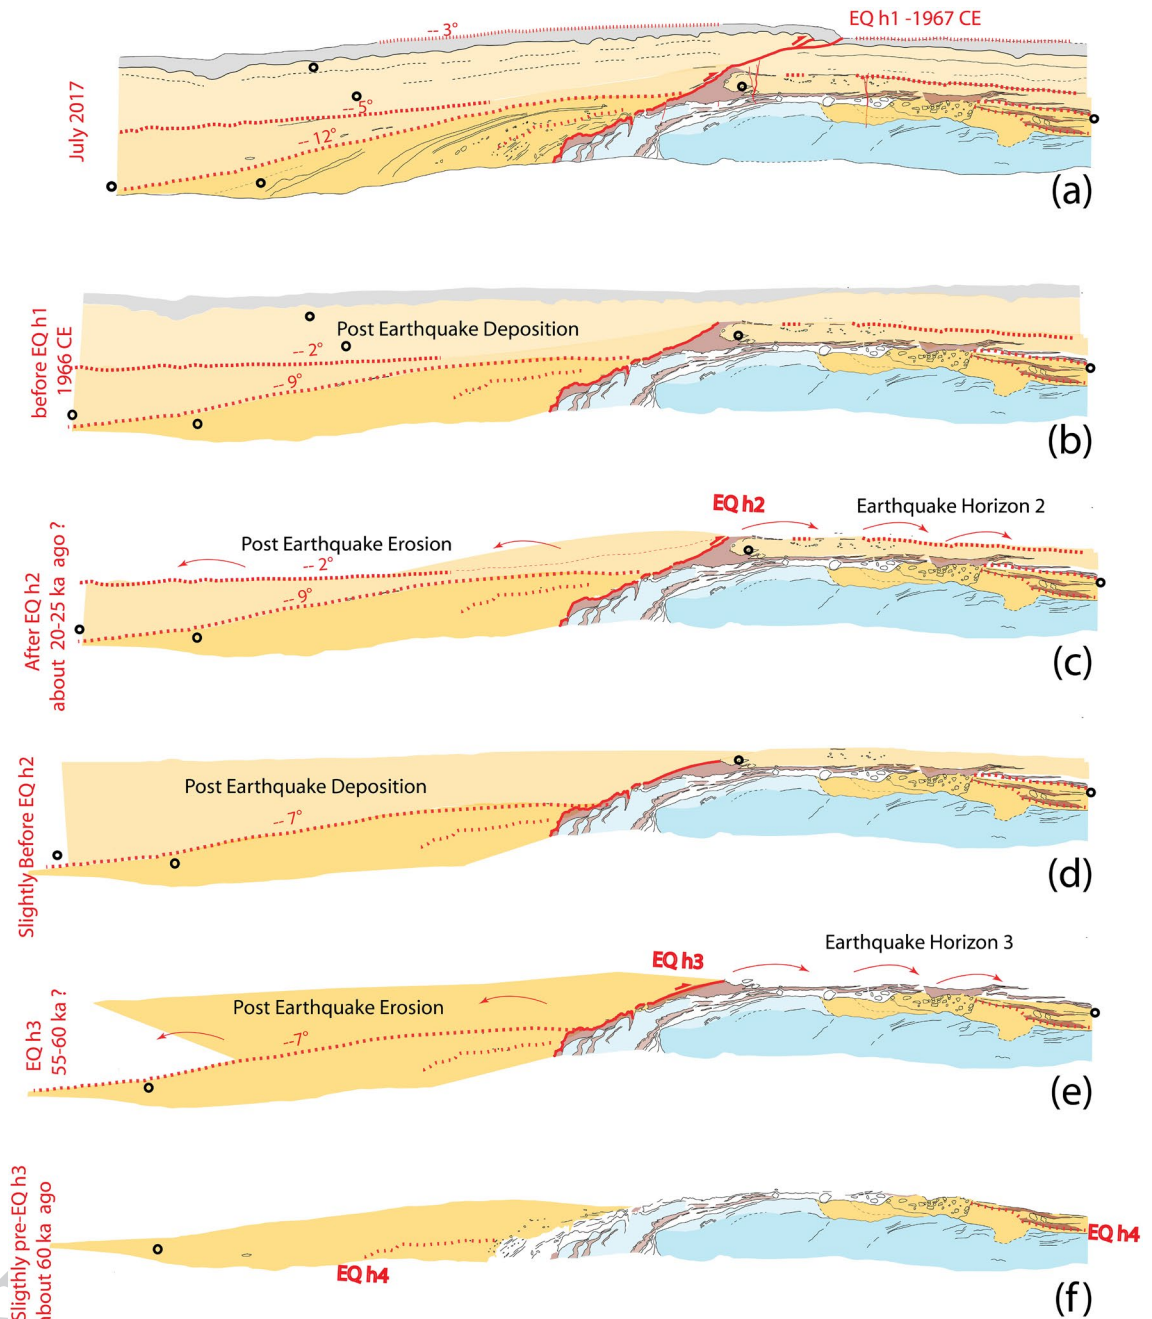 EQ h1 -1967 CE
-- 3°
July 2017
-- 5°
-- 12°
(a)
before EQ h1
1966 CE
Post Earthquake Deposition
-- 2°
-- 9°
(b)
After EQ h2
about 20-25 ka ago ?
EQ h2
Earthquake Horizon 2
Post Earthquake Erosion
-- 2°
-- 9°
(c)
Slightly Before EQ h2
Post Earthquake Deposition
-- 7°
(d)
EQ h3
55-60 ka ?
Earthquake Horizon 3
EQ h3
Post Earthquake Erosion
--7°
(e)
Sligthly pre-EQ h3
about 60 ka ago
EQ h4
EQ h4
(f)